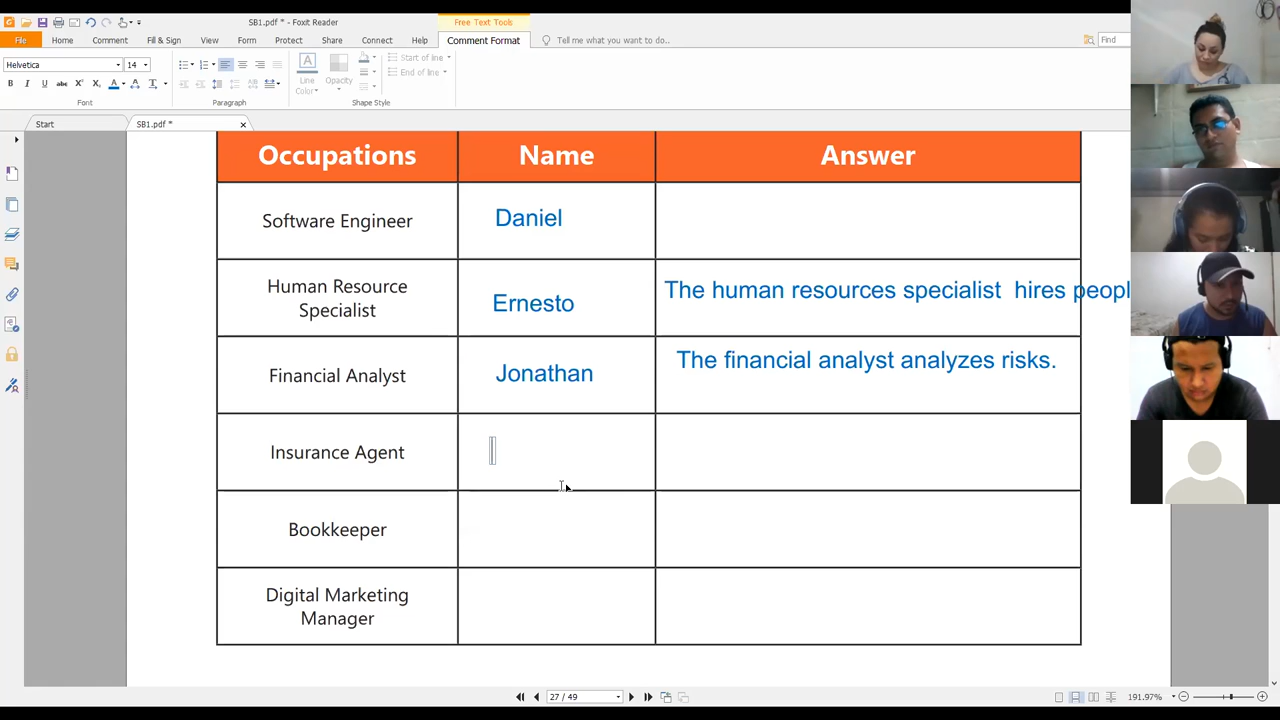 SB1.pdf * - Foxit Reader
Free Text Tools
File
Home
Comment
Fill & Sign
View
Form
Protect
Share
Connect
Help
Comment Format
Tell me what you want to do..
Find
Helvetica
14
Start of line
End of line
Line
Color
Opacity
Font
Paragraph
Shape Style
Start
SB1.pdf *
Occupations Name Answer
Software Engineer
Daniel
Human Resource
Specialist
Ernesto
The human resources specialist hires peopl
Financial Analyst
Jonathan
The financial analyst analyzes risks.
Insurance Agent
Bookkeeper
Digital Marketing
Manager
27 / 49
191.97%